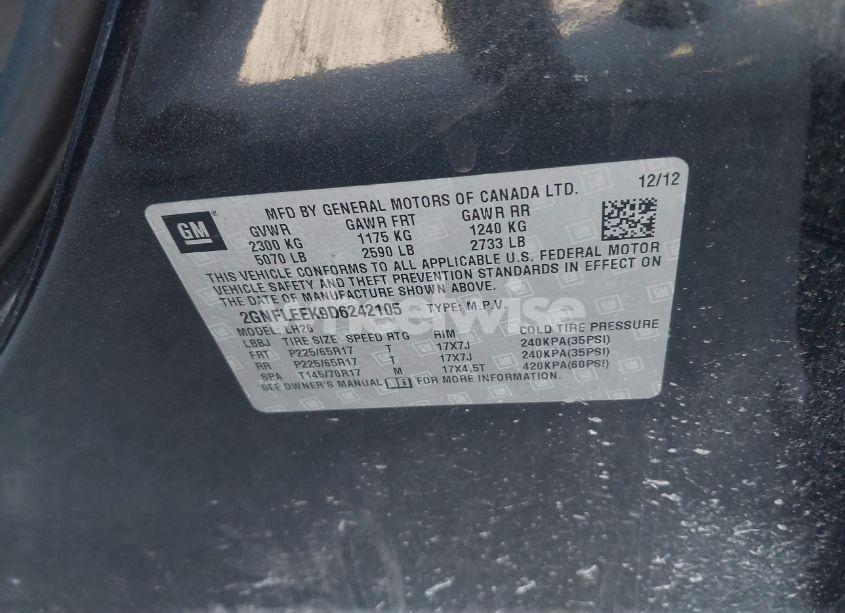 GM
MFD BY GENERAL MOTORS OF CANADA LTD.
12/12
GVWR GAWR FRT GAWR RR
2300 KG 1175 KG 1240 KG
5070 LB 2590 LB 2733 LB
THIS VEHICLE CONFORMS TO ALL APPLICABLE U.S. FEDERAL MOTOR
VEHICLE SAFETY AND THEFT PREVENTION STANDARDS IN EFFECT ON
THE DATE OF MANUFACTURE SHOWN ABOVE.
2GNFLEEK9D6242105 TYPE: M.P.V
MODEL: LH26
LBBJ TIRE SIZE SPEED RTG RIM COLD TIRE PRESSURE
FRT P225/65R17 T 17X7J 240KPA(35PSI)
RR P225/65R17 T 17X7J 240KPA(35PSI)
SPA T145/70R17 M 17X4.5T 420KPA(60PSI)
SEE OWNER'S MANUAL FOR MORE INFORMATION.